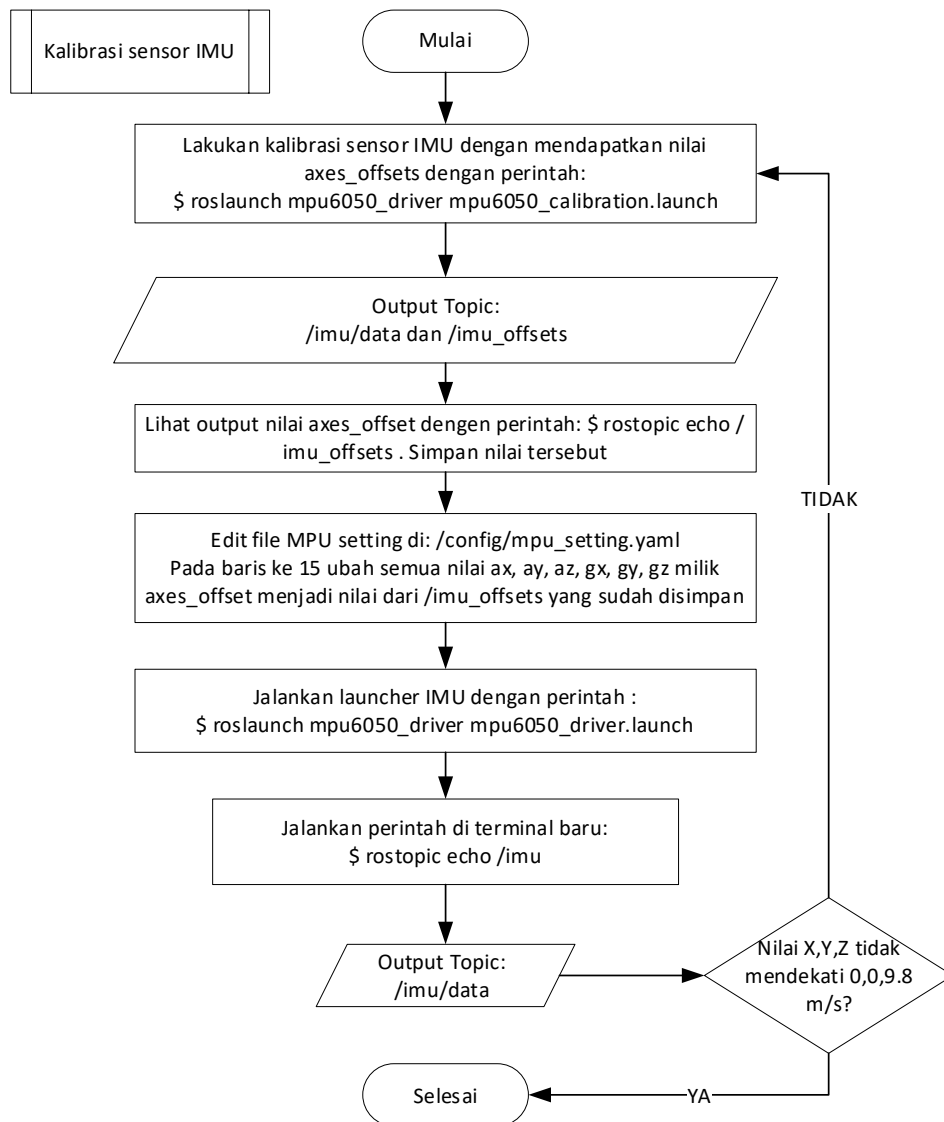 Kalibrasi sensor IMU
Mulai
Lakukan kalibrasi sensor IMU dengan mendapatkan nilai
axes_offsets dengan perintah:
$ roslaunch mpu6050_driver mpu6050_calibration.launch
Output Topic:
/imu/data dan /imu_offsets
Lihat output nilai axes_offset dengan perintah: $ rostopic echo /
imu_offsets . Simpan nilai tersebut
TIDAK
Edit file MPU setting di: /config/mpu_setting.yaml
Pada baris ke 15 ubah semua nilai ax, ay, az, gx, gy, gz milik
axes_offset menjadi nilai dari /imu_offsets yang sudah disimpan
Jalankan launcher IMU dengan perintah :
$ roslaunch mpu6050_driver mpu6050_driver.launch
Jalankan perintah di terminal baru:
$ rostopic echo /imu
Output Topic:
/imu/data
Nilai X,Y,Z tidak
mendekati 0,0,9.8
m/s?
YA
Selesai